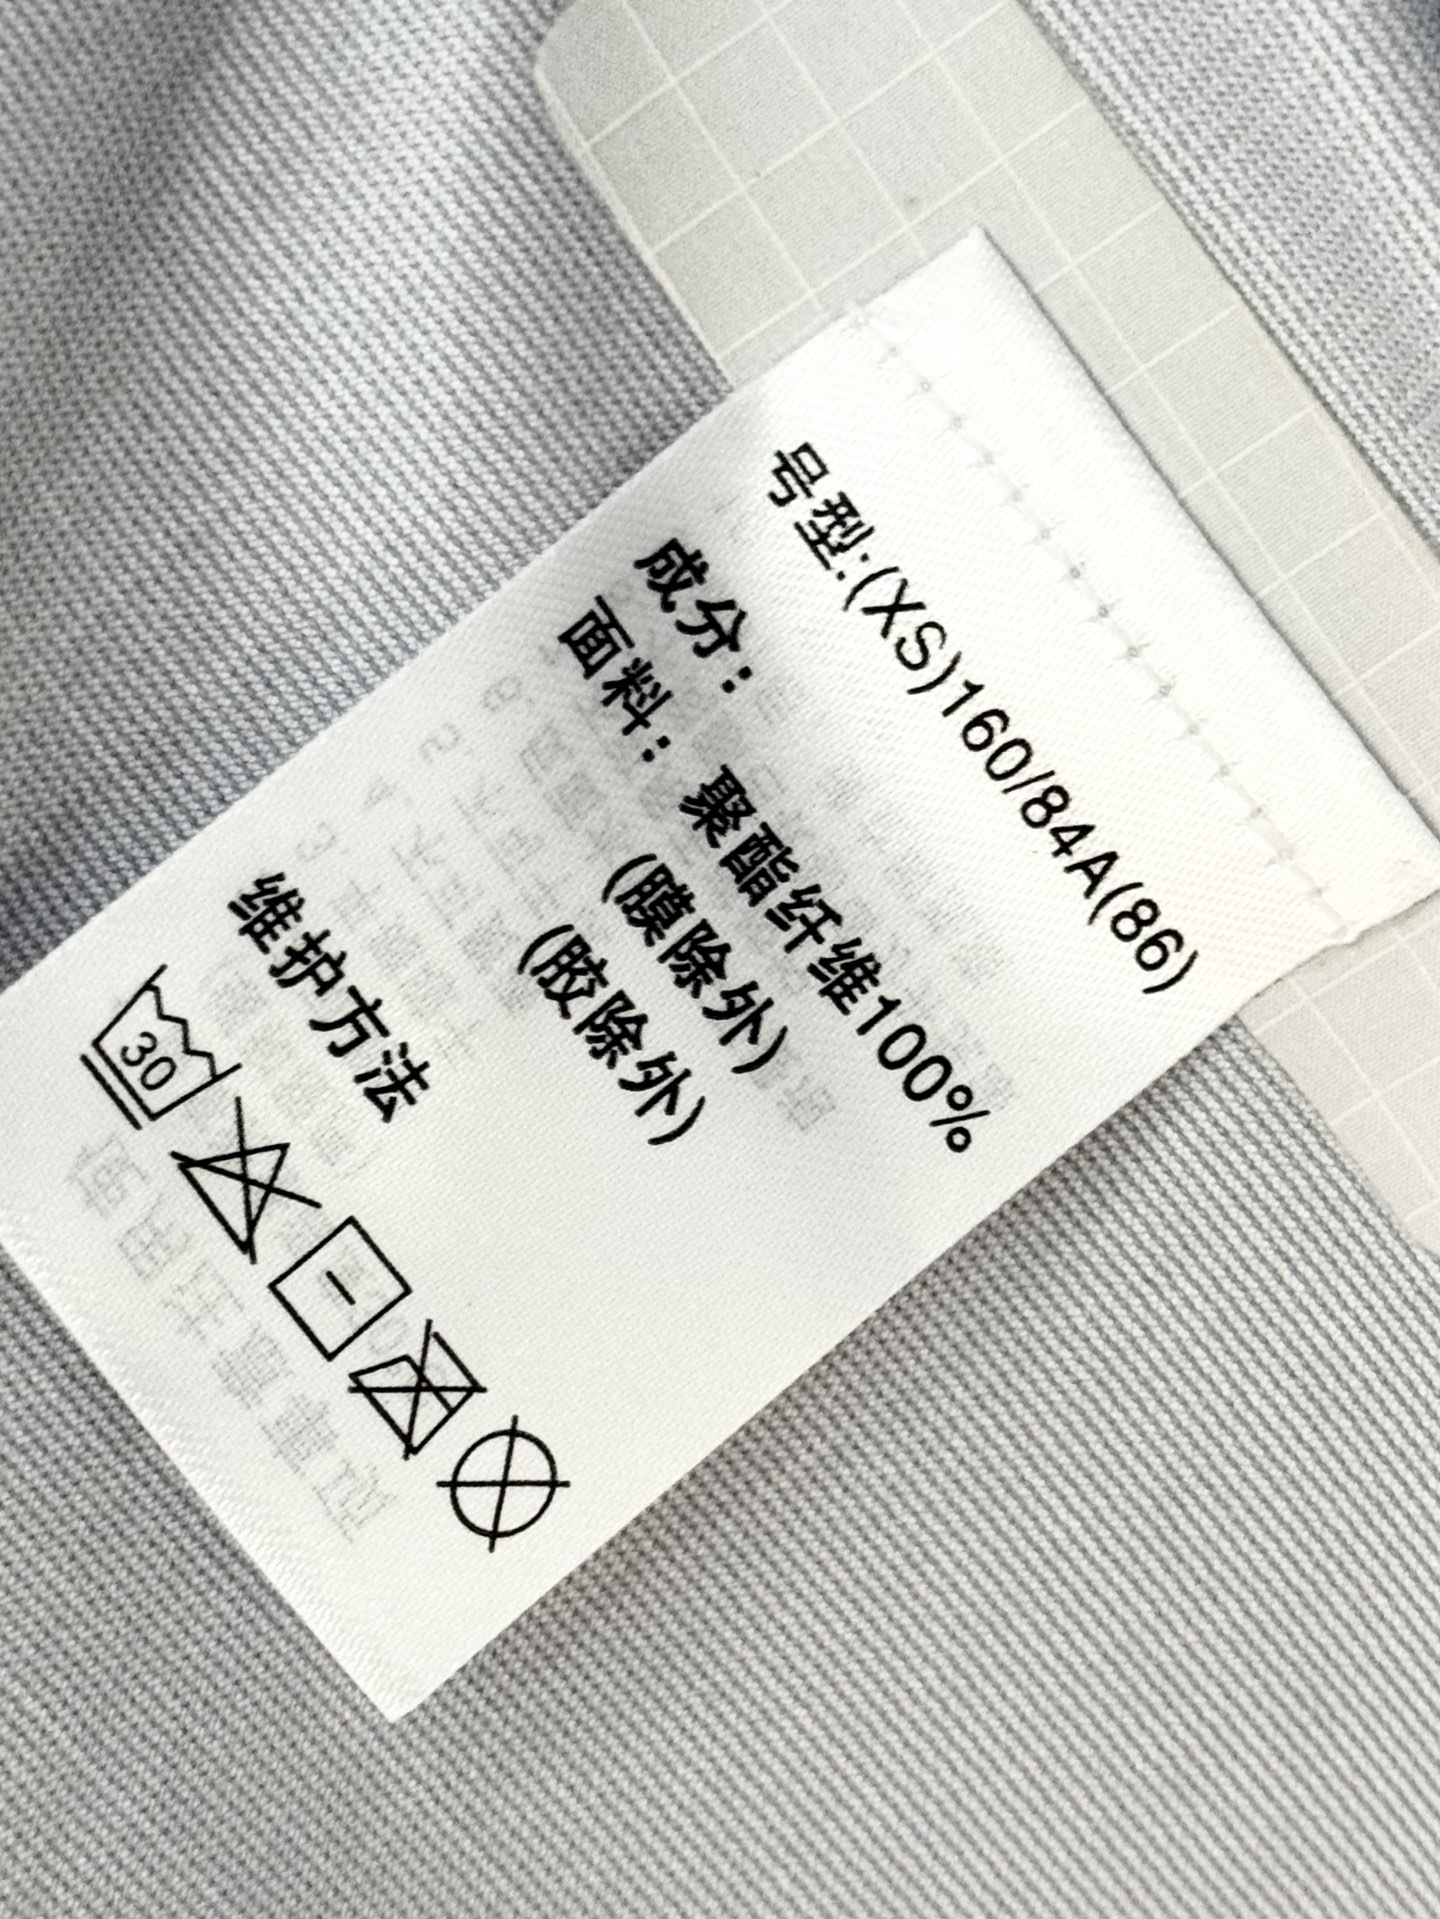 号型:(XS)160/84A(86)
成分：
面料：聚酯纤维100%
(膜除外)
(胶除外)
维护方法
30